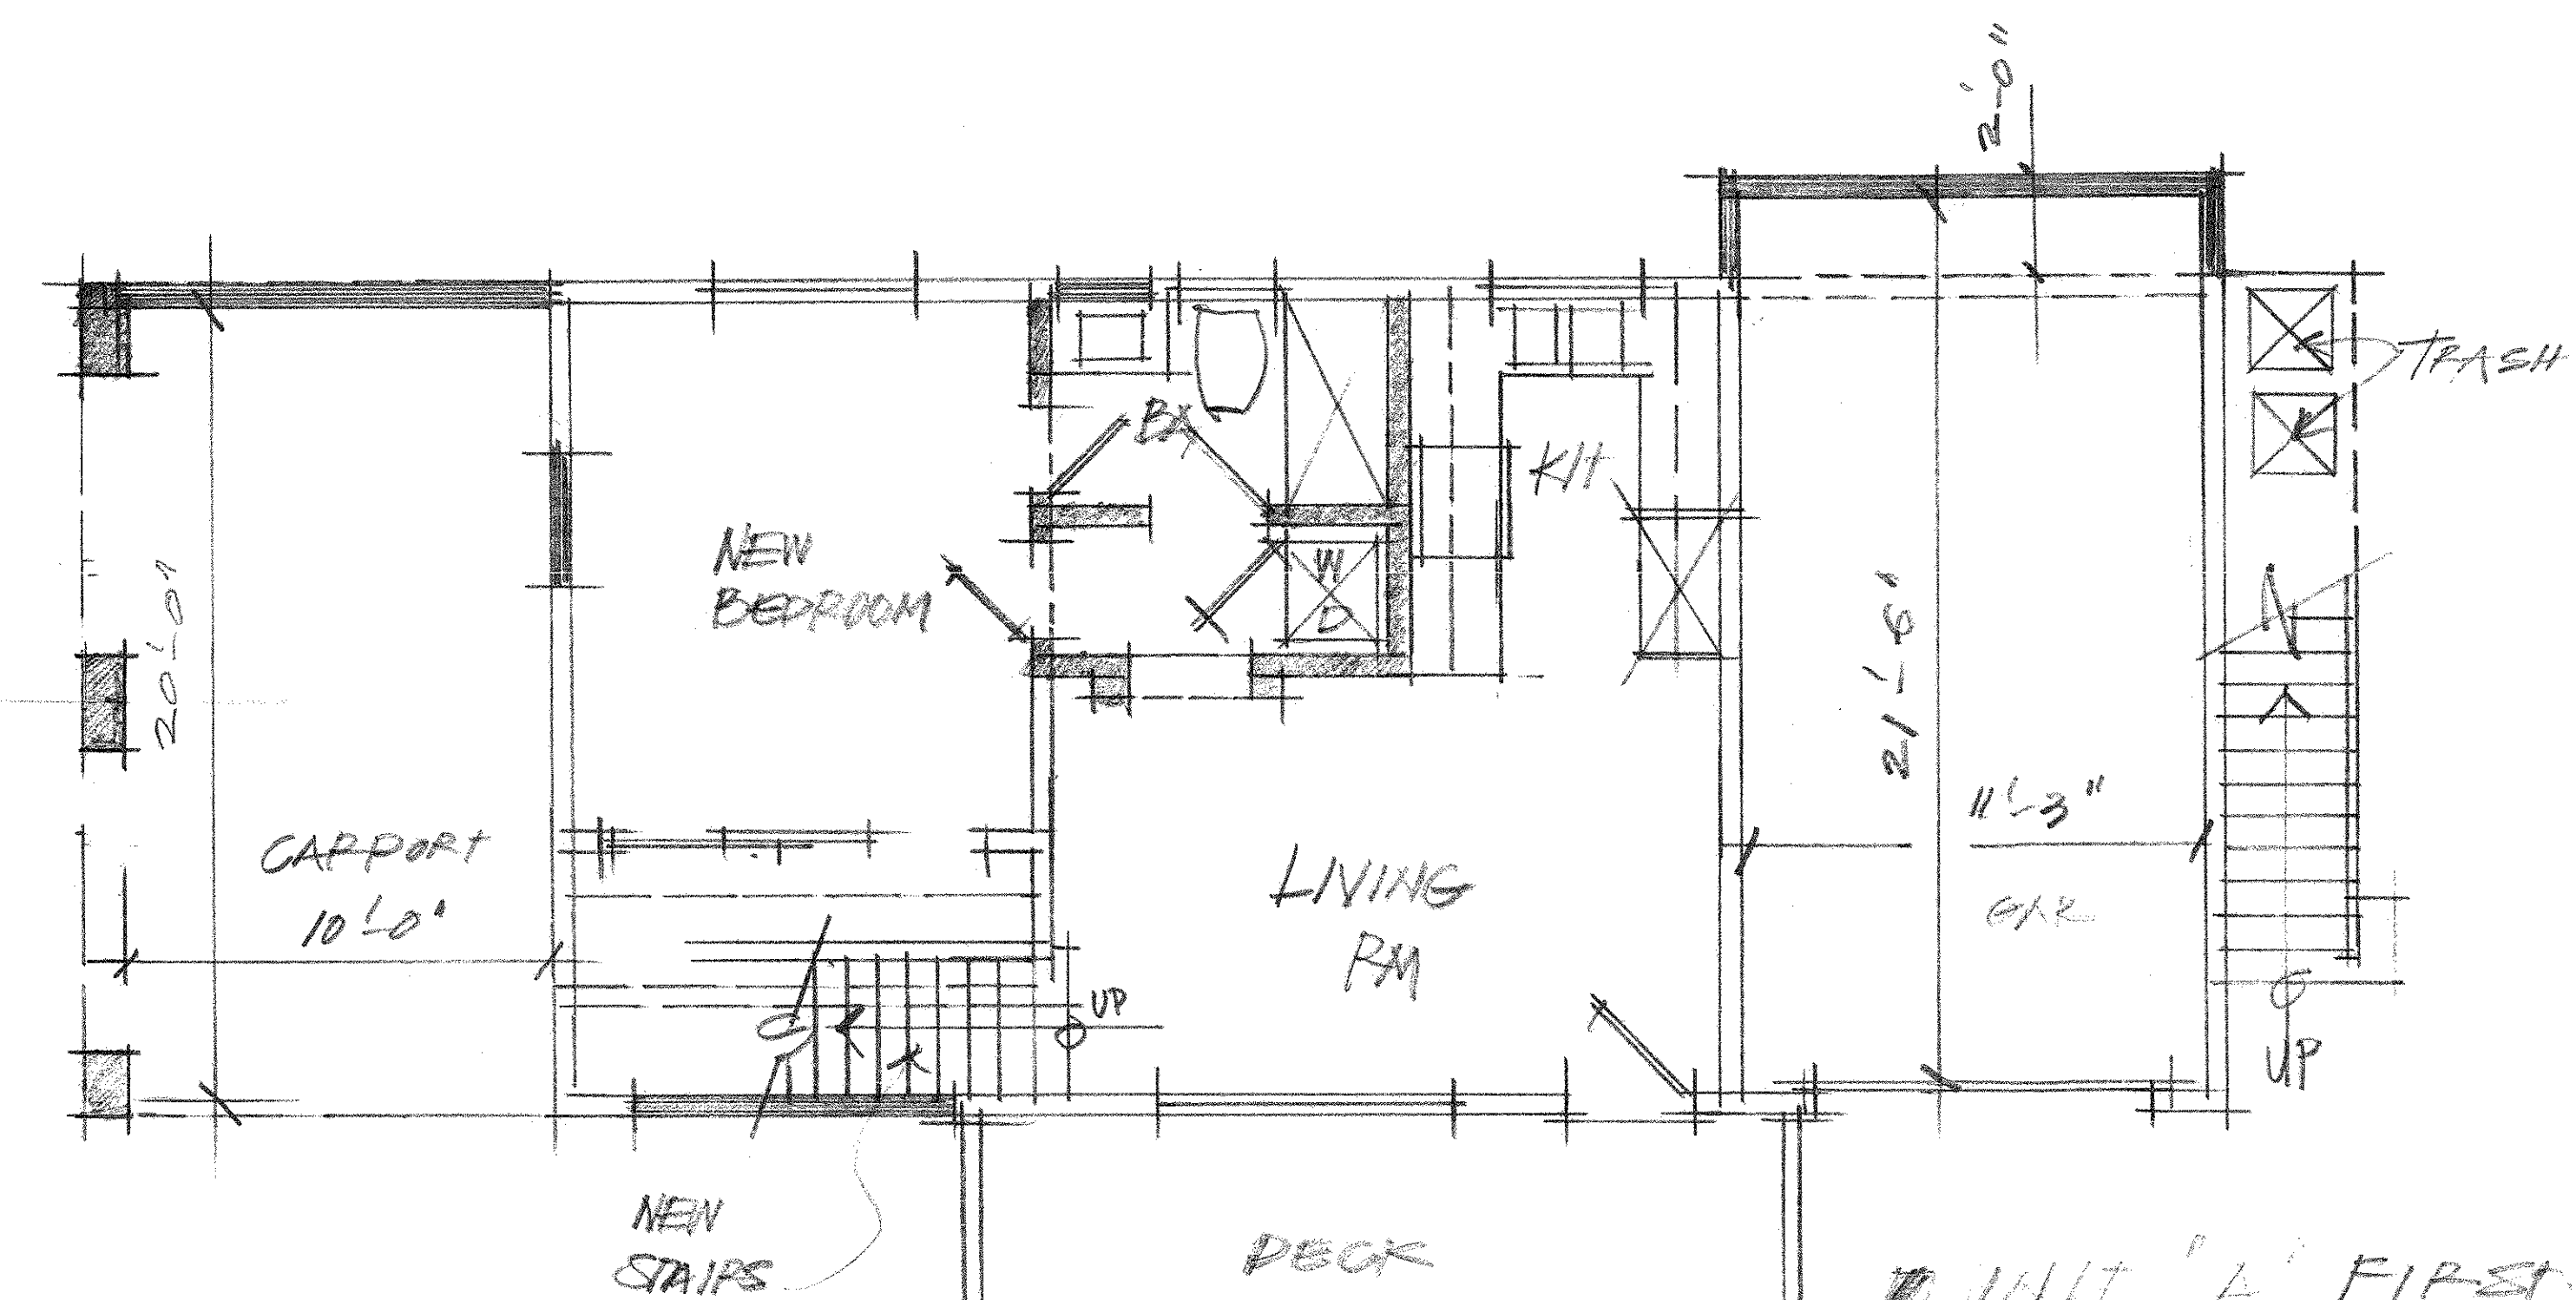 2'-0"
TRASH
BA
KIT
NEW
BEDROOM
W
D
20'-0"
21'-6"
11'-3"
GAR
CARPORT
10'-0"
LIVING
RM
UP
UP
NEW
STAIRS
DECK
FIRST